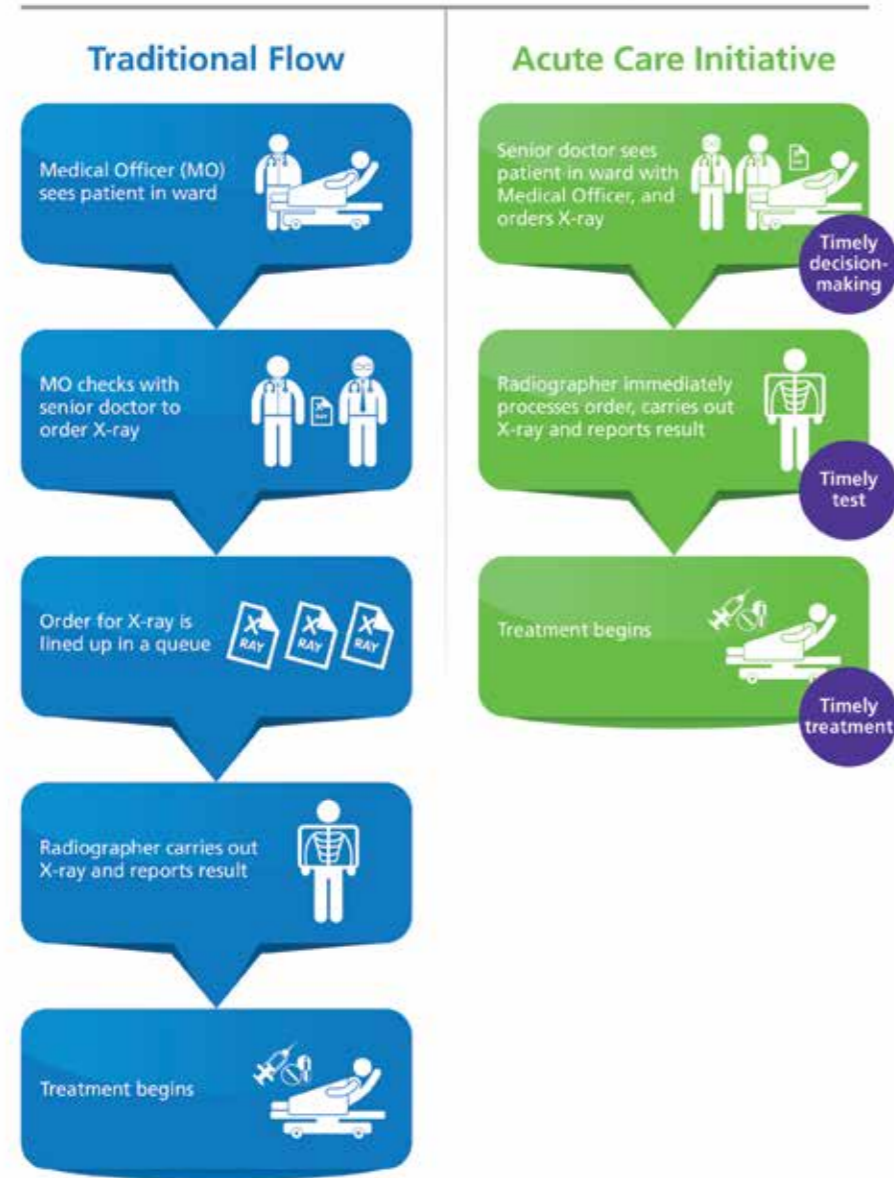 Traditional Flow
Medical Officer (MO)
sees patient in ward
MO checks with
senior doctor to
order X-ray
X-
RAY
Order for X-ray is
lined up in a queue
X-
RAY
X-
RAY
X-
RAY
Radiographer carries out
X-ray and reports result
Treatment begins
Acute Care Initiative
Senior doctor sees
patient in ward with
Medical Officer, and
orders X-ray
Timely
decision-
making
Radiographer immediately
processes order, carries out
X-ray and reports result
Timely
test
Treatment begins
Timely
treatment